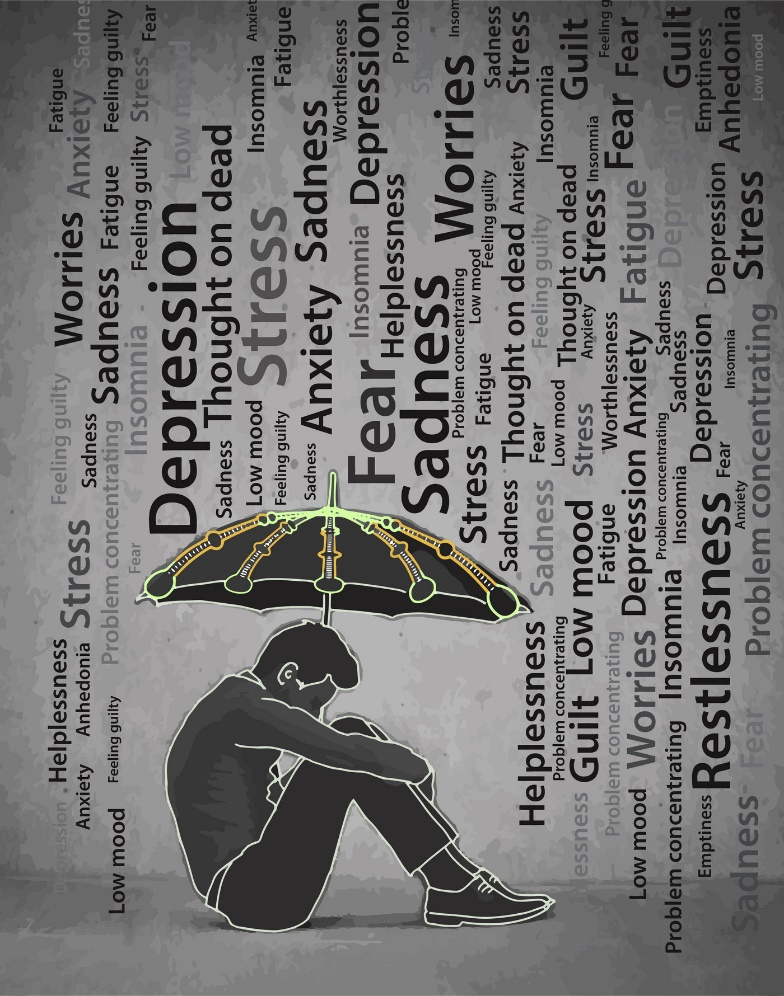 Fatigue
Anxiety
Feeling guilty
Fear
Stress
Low mood
Insomnia
Anxiet
Fatigue
Worthlessness
Depression
Proble
Insom
Sadness
Stress
Guilt
Feeling g
Fear
Guilt
Emptiness
Anhedonia
Low mood
Worries
Fatigue
Feeling guilty
Thought on dead
Stress
Sadness
Insomnia
Helplessness
Worries
Feeling guilty
Anxiety
Insomnia
Insomnia
Fear
Thought on dead
Stress
Fatigue
Depression
Depression
Stress
Feeling guilty
Sadness
Insomnia
Depression
Anxiety
Fear
Sadness
Problem concentrating
Low mood
Thought on dead
Feeling guilty
Anxiety
Worthlessness
Anxiety
Sadness
Sadness
Depression
Insomnia
Problem concentrating
Sadness
Problem concentrating
Sadness
Low mood
Feeling guilty
Sadness
Fatigue
Stress
Fear
Low mood
Stress
Problem concentrating
Insomnia
Fear
Anxiety
Stress
Fear
Sadness
Sadness
Low mood
Fatigue
Depression
Insomnia
Restlessness
Helplessness
Anhedonia
Feeling guilty
Anxiety
Depression
Low mood
Helplessness
Problem concentrating
Guilt
Problem concentrating
Worries
Fear
essness
Low mood
Problem concentrating
Emptiness
Sadness